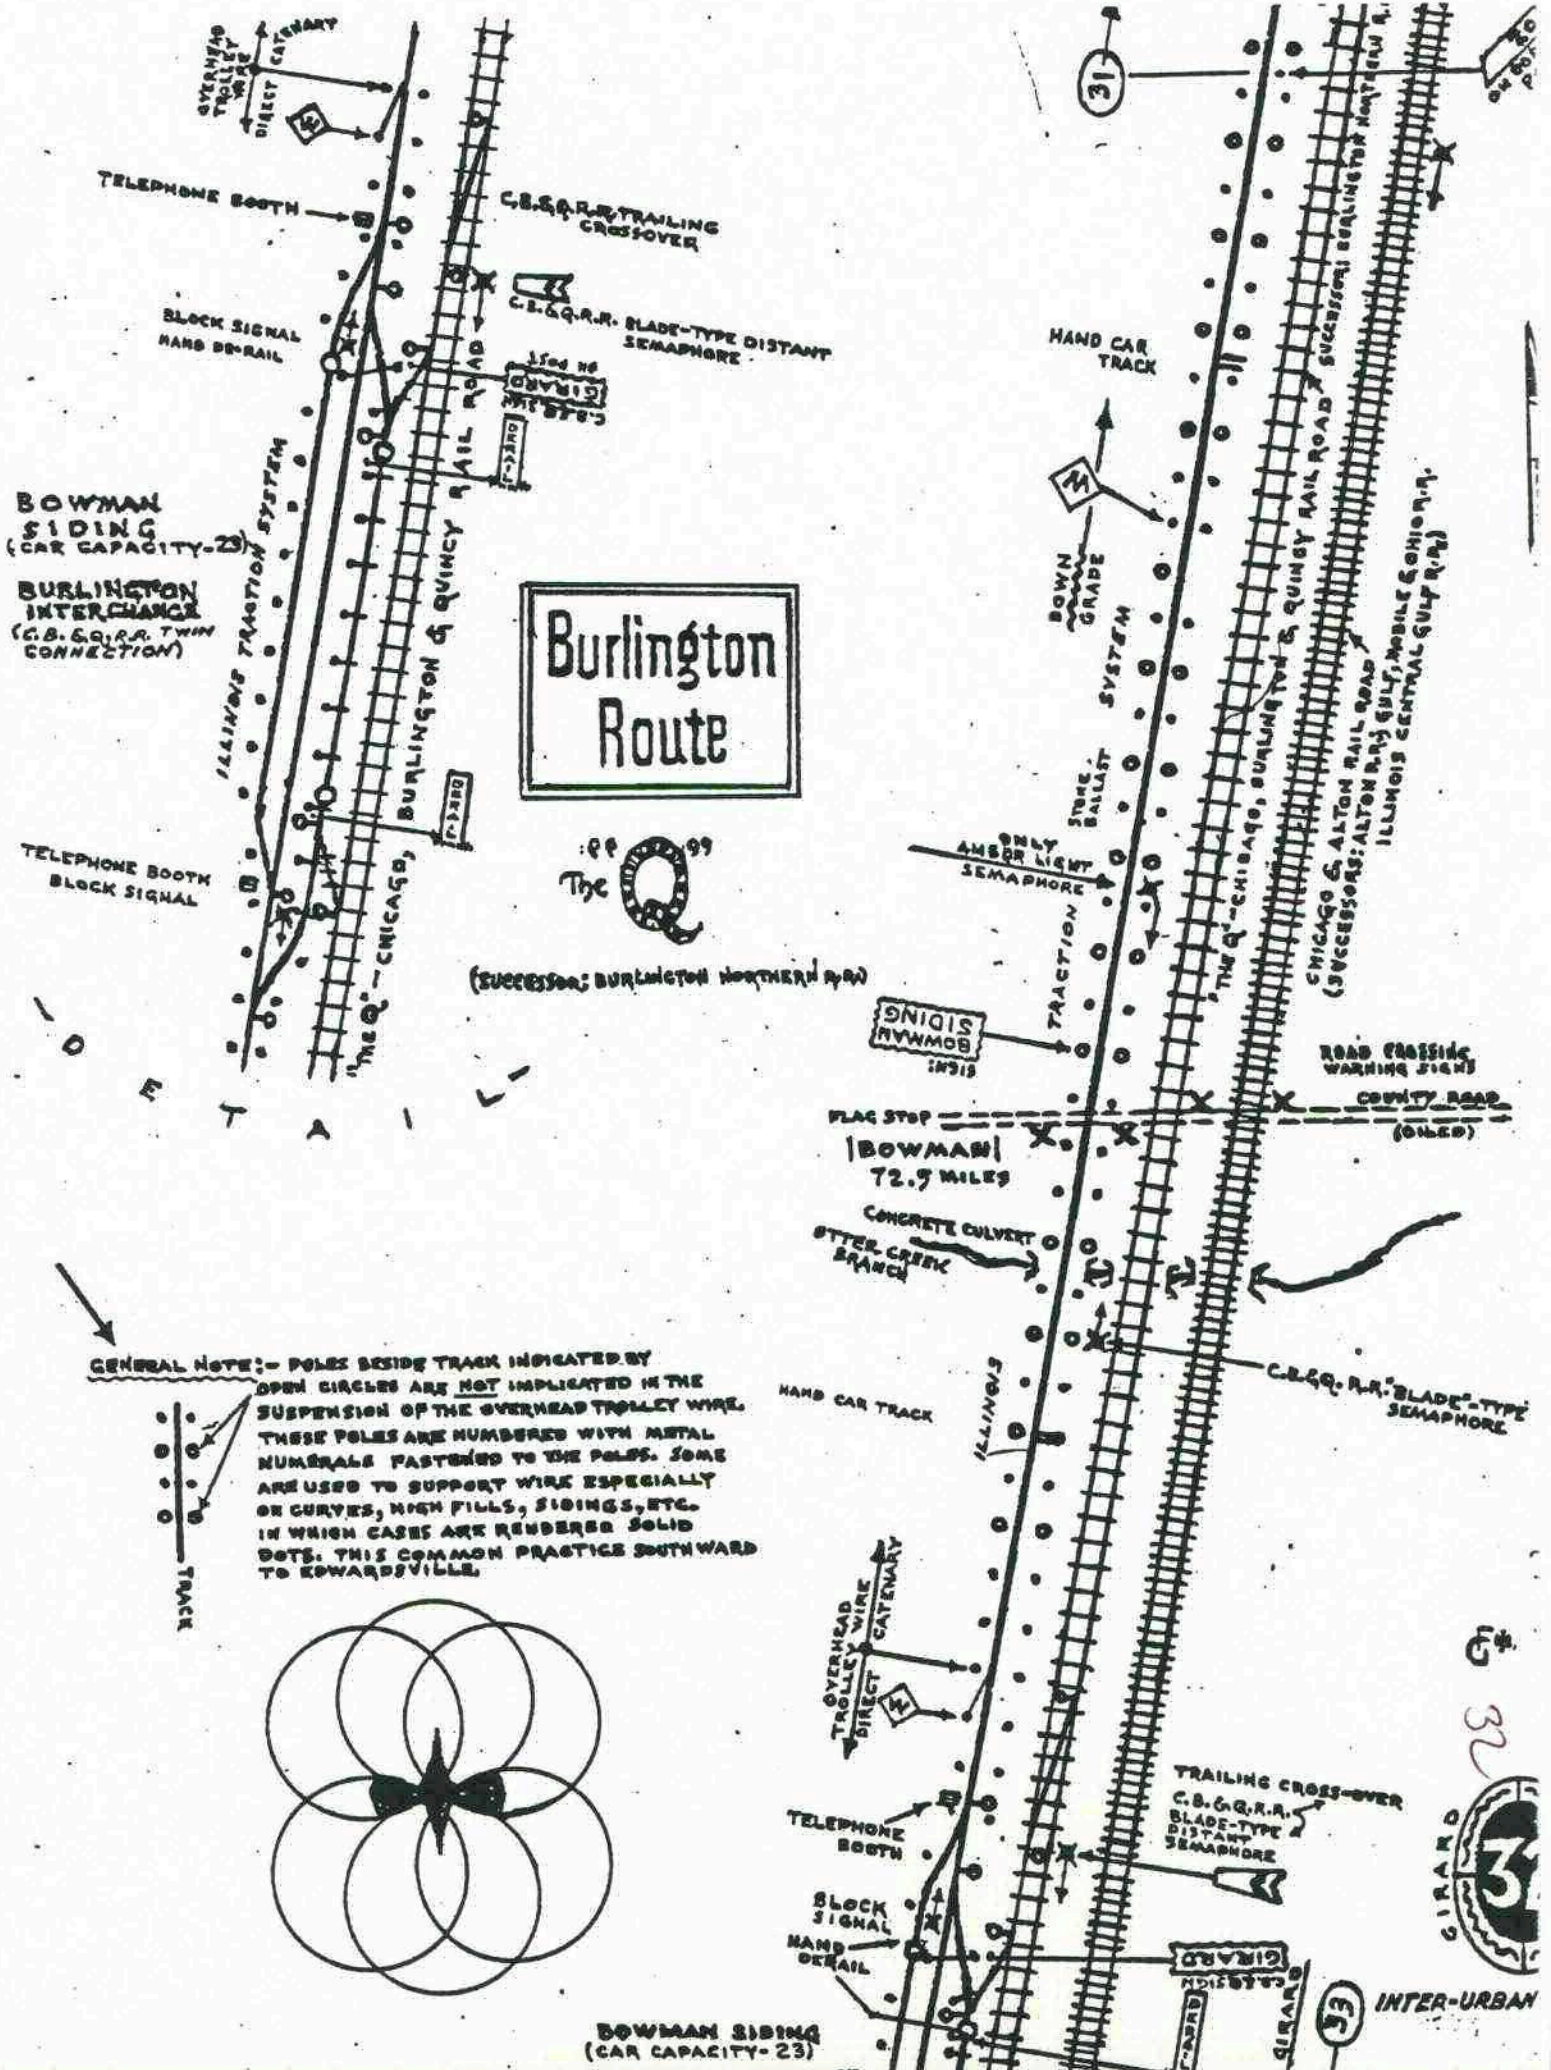 OVERHEAD
TROLLEY
WIRE
DIRECT CATENARY
TELEPHONE BOOTH
C.B.&Q.R.R. TRAILING
CROSSOVER
BLOCK SIGNAL
HAND DE-RAIL
C.B.&Q.R.R. BLADE-TYPE DISTANT
SEMAPHORE
ON POST
GIRARD
C.B.&Q. SIGN
BOWMAN
SIDING
(CAR CAPACITY-23)
BURLINGTON
INTERCHANGE
(C.B.&Q.R.R. TWIN
CONNECTION)
ILLINOIS TRACTION SYSTEM
"THE Q"-CHICAGO, BURLINGTON & QUINCY RAIL ROAD
Burlington
Route
The Q
(SUCCESSOR; BURLINGTON NORTHERN R.R.)
TELEPHONE BOOTH
BLOCK SIGNAL
DETAIL
GENERAL NOTE:- POLES BESIDE TRACK INDICATED BY
OPEN CIRCLES ARE NOT IMPLICATED IN THE
SUSPENSION OF THE OVERHEAD TROLLEY WIRE.
THESE POLES ARE NUMBERED WITH METAL
NUMERALS FASTENED TO THE POLES. SOME
ARE USED TO SUPPORT WIRE ESPECIALLY
ON CURVES, HIGH FILLS, SIDINGS, ETC.
IN WHICH CASES ARE RENDERED SOLID
DOTS. THIS COMMON PRACTICE SOUTHWARD
TO EDWARDSVILLE.
TRACK
31
HAND CAR
TRACK
DOWN
GRADE
STONE
BALLAST
ONLY
AMBER LIGHT
SEMAPHORE
ILLINOIS TRACTION SYSTEM
"THE Q"-CHICAGO, BURLINGTON & QUINCY RAIL ROAD
SUCCESSOR: BURLINGTON NORTHERN R.
CHICAGO & ALTON RAIL ROAD
(SUCCESSORS: ALTON R.R.; GULF, MOBILE & OHIO R.R.
ILLINOIS CENTRAL GULF R.R.)
SIGN:
BOWMAN
SIDING
ROAD CROSSING
WARNING SIGNS
COUNTY ROAD
(OILED)
FLAG STOP
|BOWMAN|
72.5 MILES
CONCRETE CULVERT
OTTER CREEK
BRANCH
C.B.&Q. R.R. "BLADE"-TYPE
SEMAPHORE
HAND CAR TRACK
OVERHEAD
TROLLEY WIRE
DIRECT CATENARY
32
TRAILING CROSS-OVER
C.B.&Q.R.R.
BLADE-TYPE
DISTANT
SEMAPHORE
TELEPHONE
BOOTH
BLOCK
SIGNAL
HAND
DERAIL
GIRARD
C.B.&Q SIGN
GIRARD
GIRARD
33
INTER-URBAN
BOWMAN SIDING
(CAR CAPACITY-23)